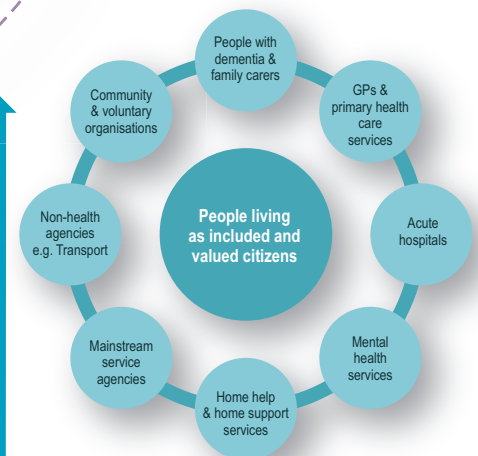 People with
dementia &
family carers
GPs &
primary health
care
services
Acute
hospitals
Mental
health
services
Home help
& home support
services
Mainstream
service
agencies
Non-health
agencies
e.g. Transport
Community
& voluntary
organisations
People living
as included and
valued citizens